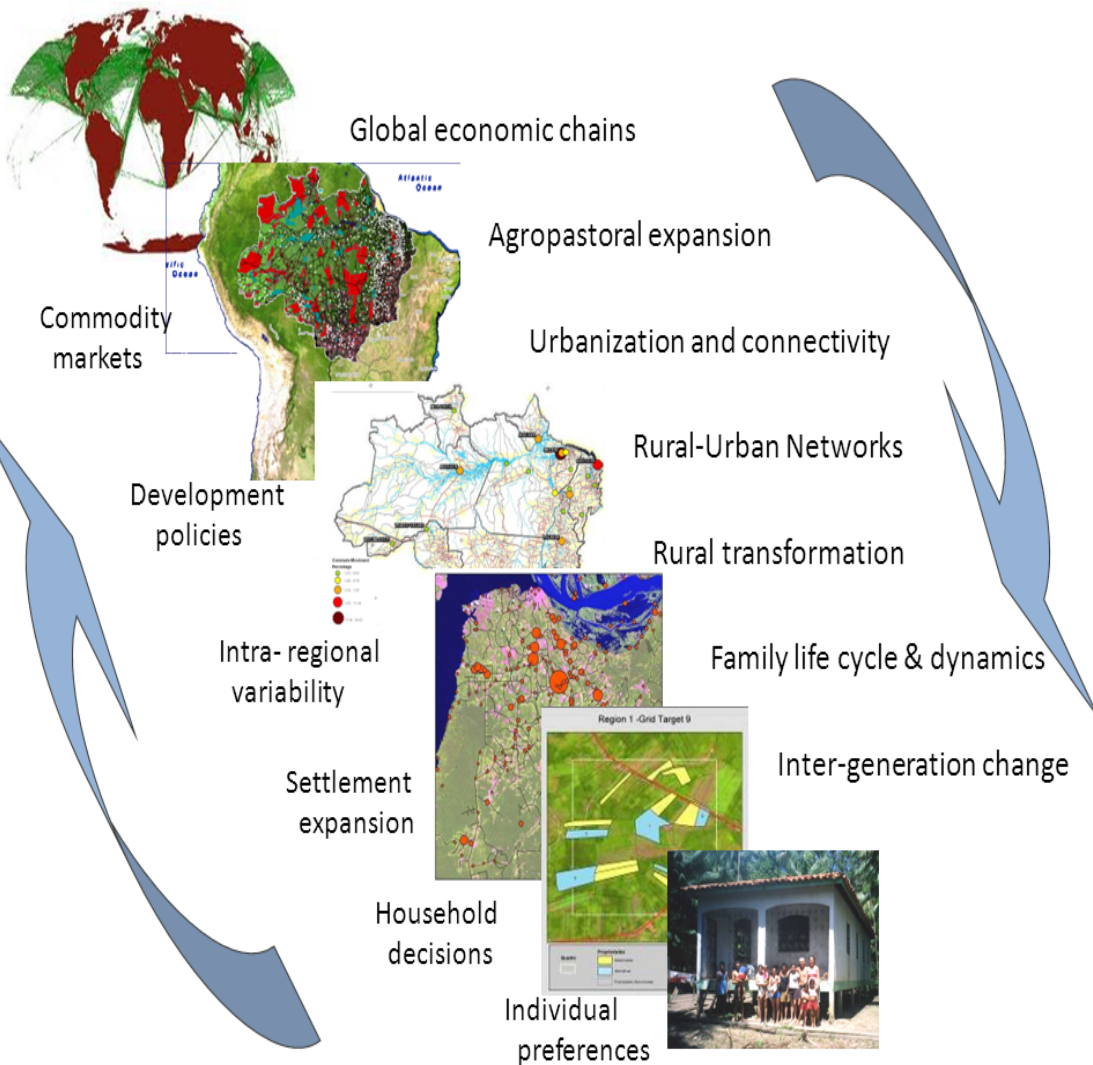 Global economic chains
Atlantic
Ocean
Agropastoral expansion
ific
Ocean
Commodity
markets
Urbanization and connectivity
Rural-Urban Networks
Development
policies
Rural transformation
Intra- regional
variability
Family life cycle & dynamics
Region 1 -Grid Target 9
Inter-generation change
Settlement
expansion
Household
decisions
Individual
preferences